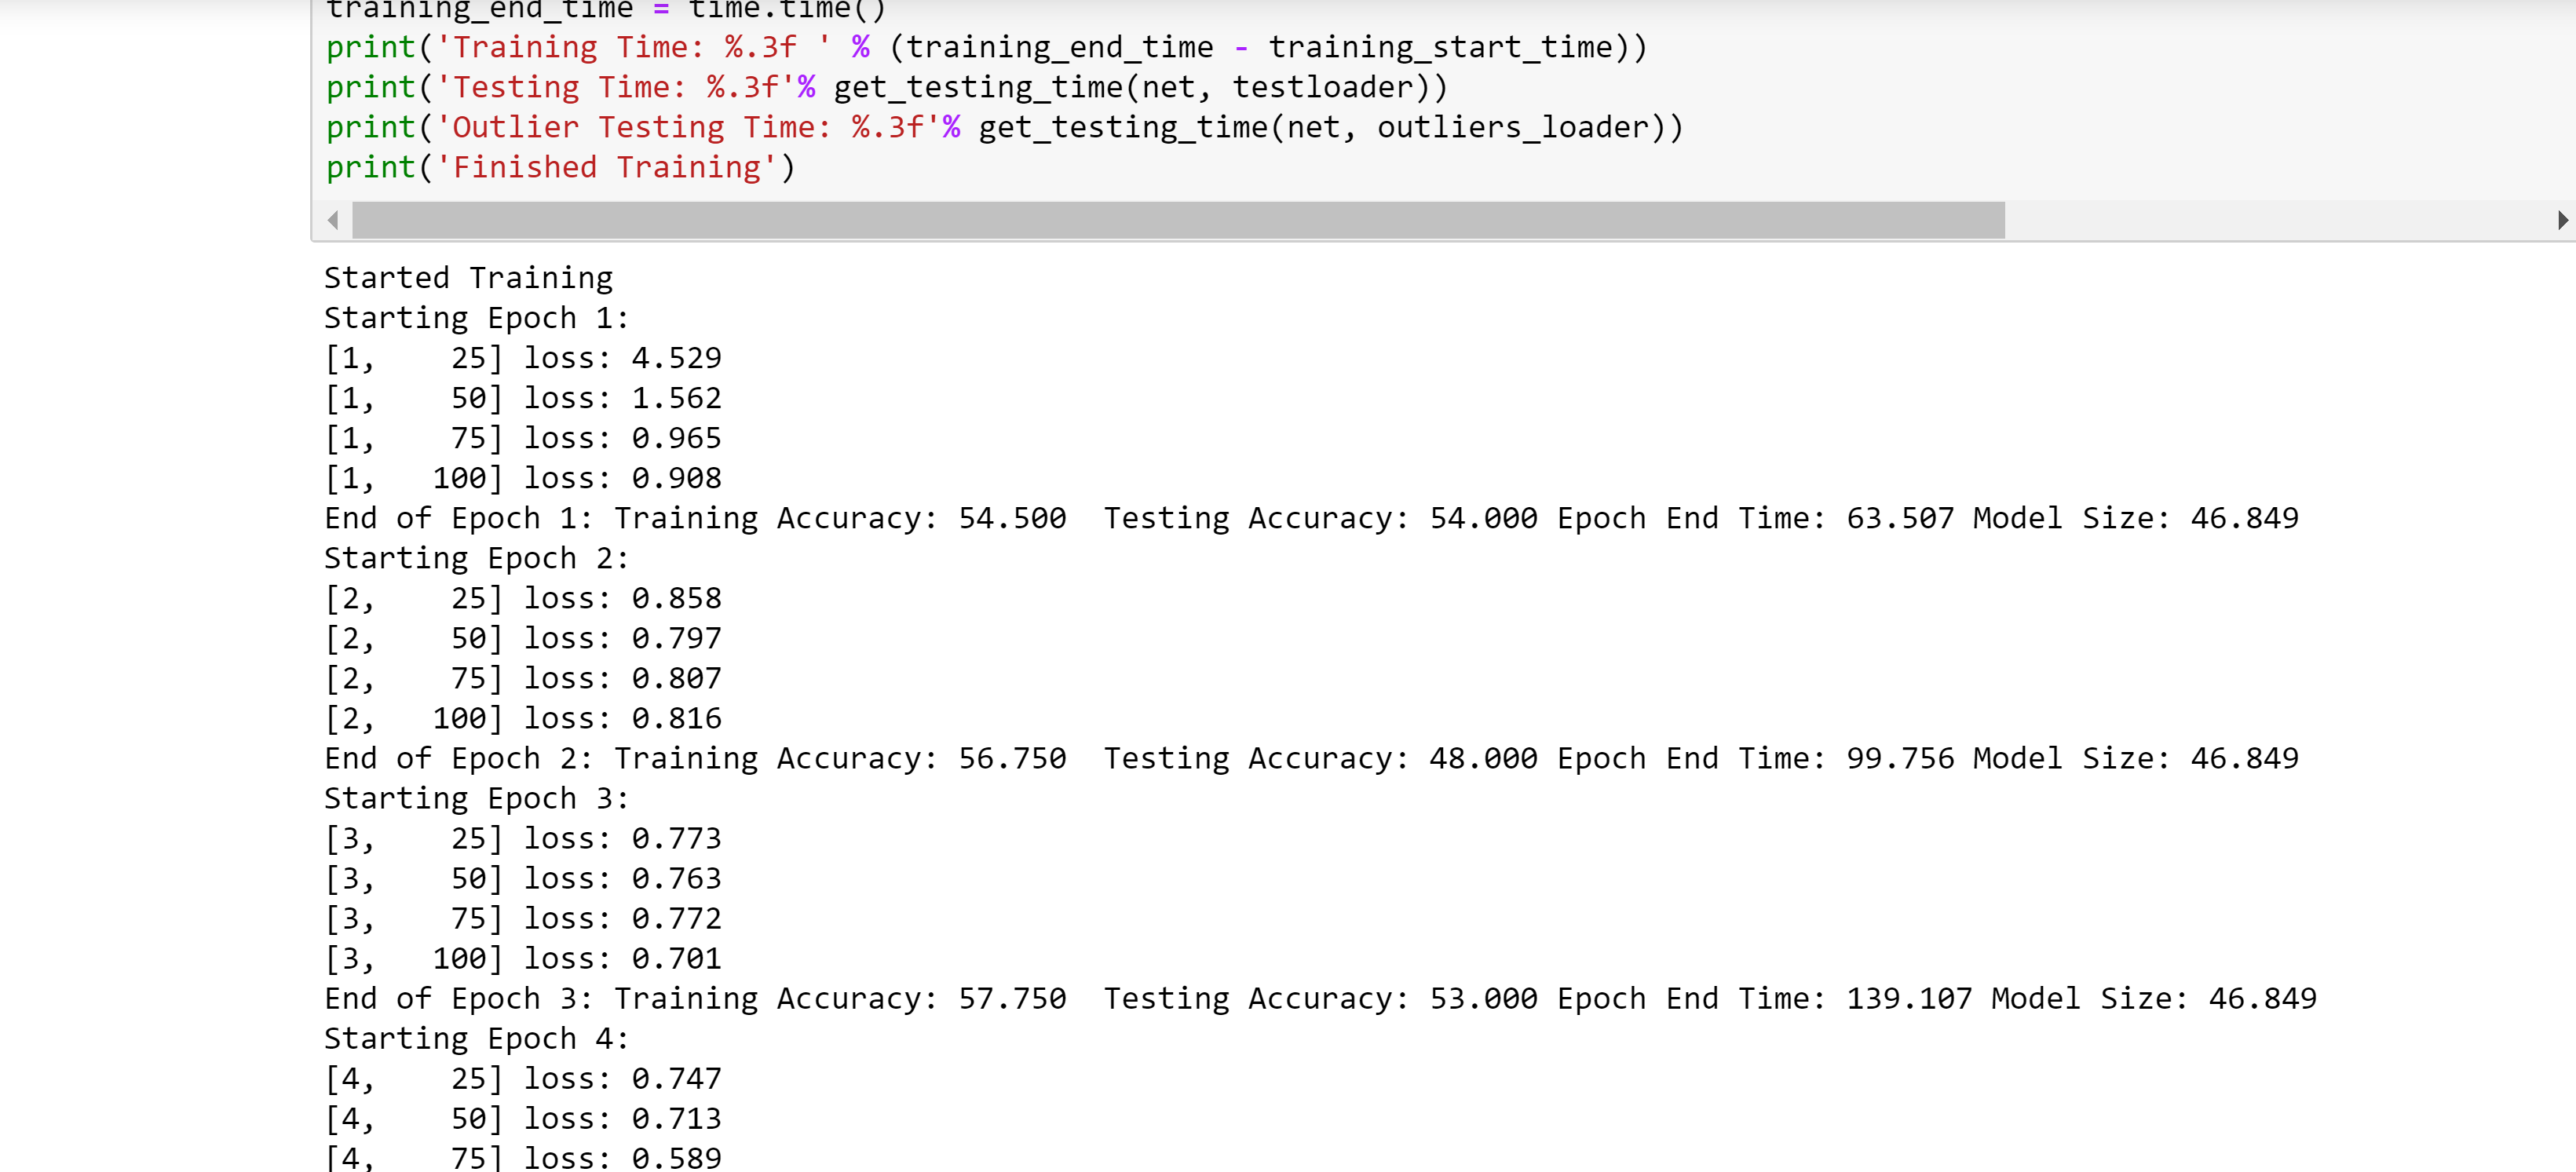 training_end_time = time.time()
print('Training Time: %.3f ' % (training_end_time - training_start_time))
print('Testing Time: %.3f'% get_testing_time(net, testloader))
print('Outlier Testing Time: %.3f'% get_testing_time(net, outliers_loader))
print('Finished Training')
Started Training
Starting Epoch 1:
[1,    25] loss: 4.529
[1,    50] loss: 1.562
[1,    75] loss: 0.965
[1,   100] loss: 0.908
End of Epoch 1: Training Accuracy: 54.500  Testing Accuracy: 54.000 Epoch End Time: 63.507 Model Size: 46.849
Starting Epoch 2:
[2,    25] loss: 0.858
[2,    50] loss: 0.797
[2,    75] loss: 0.807
[2,   100] loss: 0.816
End of Epoch 2: Training Accuracy: 56.750  Testing Accuracy: 48.000 Epoch End Time: 99.756 Model Size: 46.849
Starting Epoch 3:
[3,    25] loss: 0.773
[3,    50] loss: 0.763
[3,    75] loss: 0.772
[3,   100] loss: 0.701
End of Epoch 3: Training Accuracy: 57.750  Testing Accuracy: 53.000 Epoch End Time: 139.107 Model Size: 46.849
Starting Epoch 4:
[4,    25] loss: 0.747
[4,    50] loss: 0.713
[4,    75] loss: 0.589